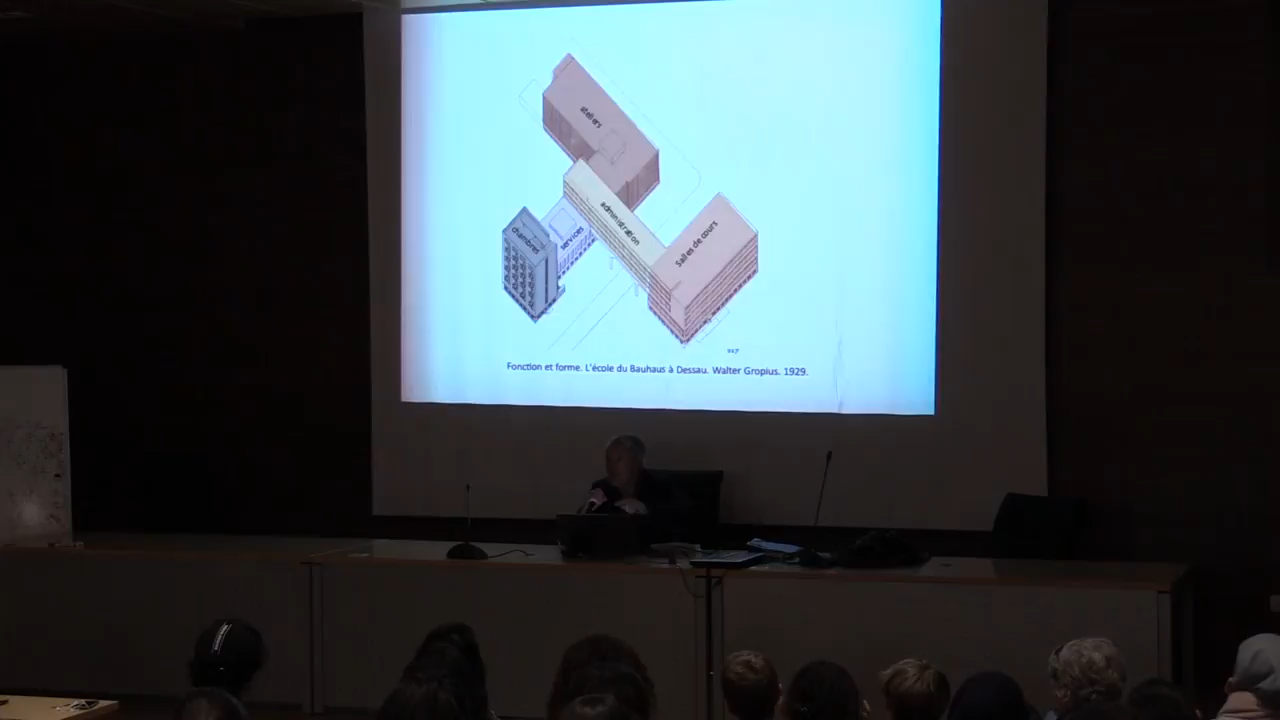 ateliers
administration
Salles de cours
chambres
services
Fonction et forme. L'école du Bauhaus à Dessau. Walter Gropius. 1929.